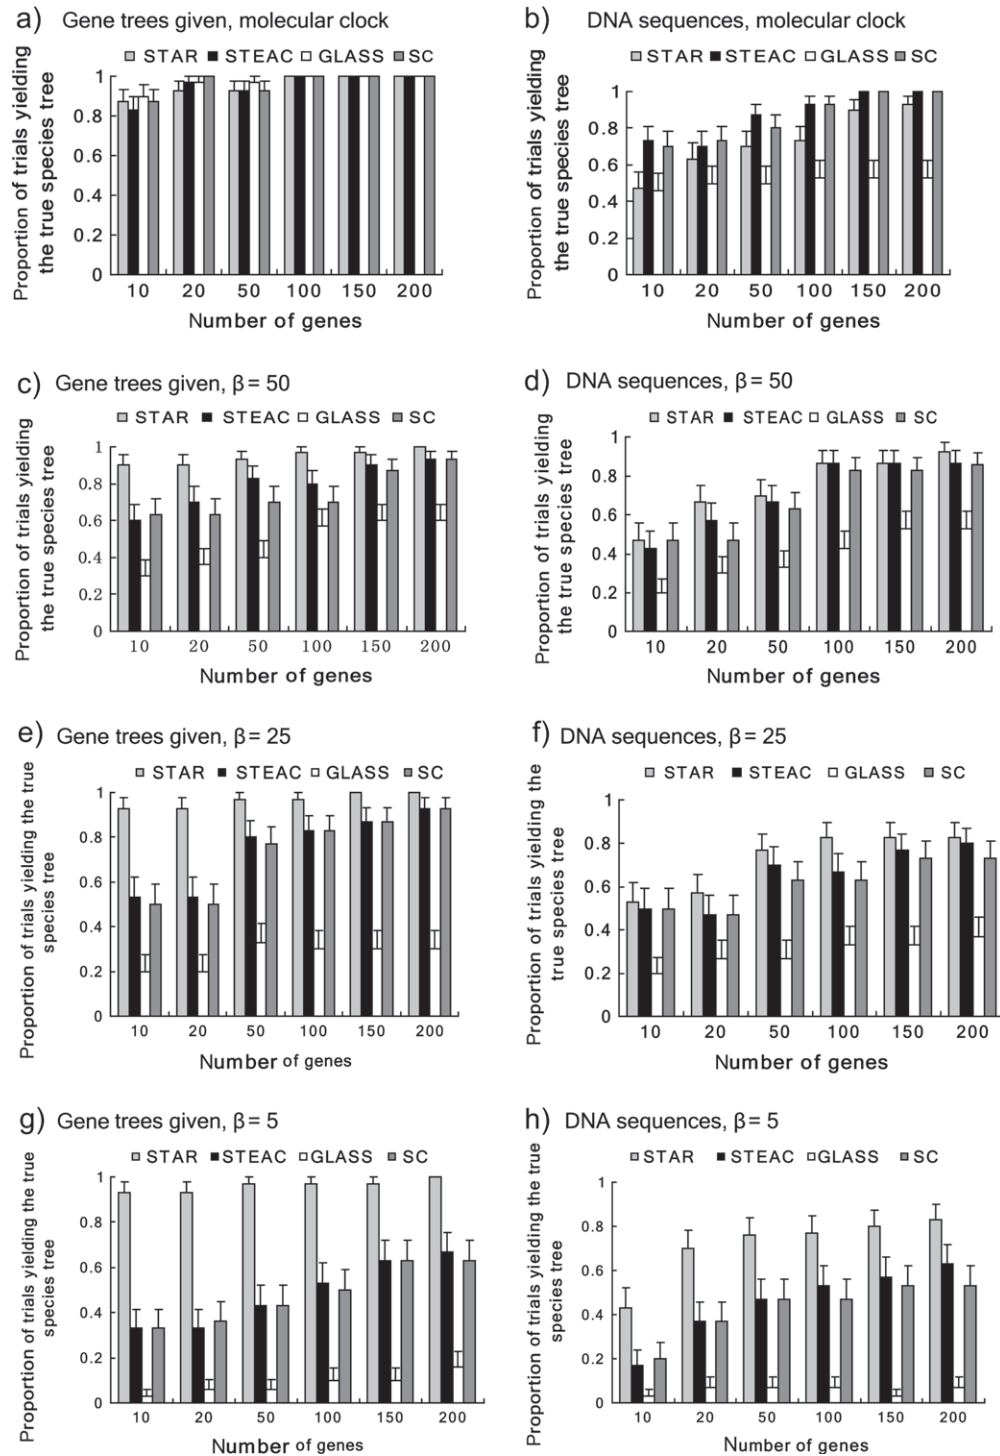 a) Gene trees given, molecular clock
STAR STEAC GLASS SC
Proportion of trials yielding
the true species tree
1
0.8
0.6
0.4
0.2
0
10 20 50 100 150 200
Number of genes
b) DNA sequences, molecular clock
STAR STEAC GLASS SC
Proportion of trials yielding
the true species tree
1
0.8
0.6
0.4
0.2
0
10 20 50 100 150 200
Number of genes
c) Gene trees given, β= 50
STAR STEAC GLASS SC
Proportion of trials yielding
the true species tree
1
0.8
0.6
0.4
0.2
0
10 20 50 100 150 200
Number of genes
d) DNA sequences, β= 50
STAR STEAC GLASS SC
Proportion of trials yielding
the true species tree
1
0.8
0.6
0.4
0.2
0
10 20 50 100 150 200
Number of genes
e) Gene trees given, β= 25
STAR STEAC GLASS SC
Proportion of trials yielding the true
species tree
1
0.8
0.6
0.4
0.2
0
10 20 50 100 150 200
Number of genes
f) DNA sequences, β= 25
STAR STEAC GLASS SC
Proportion of trials yielding the
true species tree
1
0.8
0.6
0.4
0.2
0
10 20 50 100 150 200
Number of genes
g) Gene trees given, β= 5
STAR STEAC GLASS SC
Proportion of trials yielding the true
species tree
1
0.8
0.6
0.4
0.2
0
10 20 50 100 150 200
Number of genes
h) DNA sequences, β= 5
STAR STEAC GLASS SC
Proportion of trials yielding the true
species tree
1
0.8
0.6
0.4
0.2
0
10 20 50 100 150 200
Number of genes